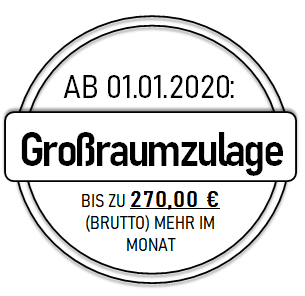 AB 01.01.2020:
Großraumzulage
BIS ZU 270,00 €
(BRUTTO) MEHR IM
MONAT